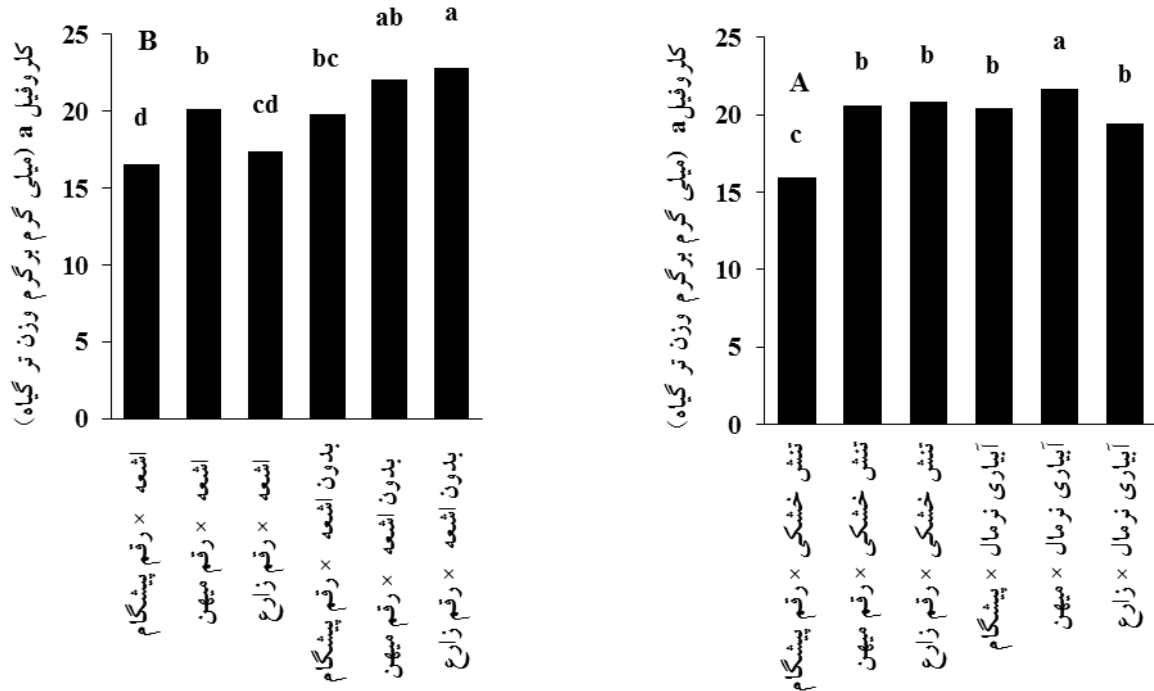 B
کلروفیل a (میلی گرم برگرم وزن تر گیاه)
25
20
15
10
5
0
d
b
cd
bc
ab
a
اشعه × رقم پیشگام
اشعه × رقم میهن
اشعه × رقم زارع
بدون اشعه × رقم پیشگام
بدون اشعه × رقم میهن
بدون اشعه × رقم زارع
A
کلروفیل a (میلی گرم برگرم وزن تر گیاه)
25
20
15
10
5
0
c
b
b
b
a
b
تنش خشکی × رقم پیشگام
تنش خشکی × رقم میهن
تنش خشکی × رقم زارع
آبیاری نرمال × پیشگام
آبیاری نرمال × میهن
آبیاری نرمال × زارع